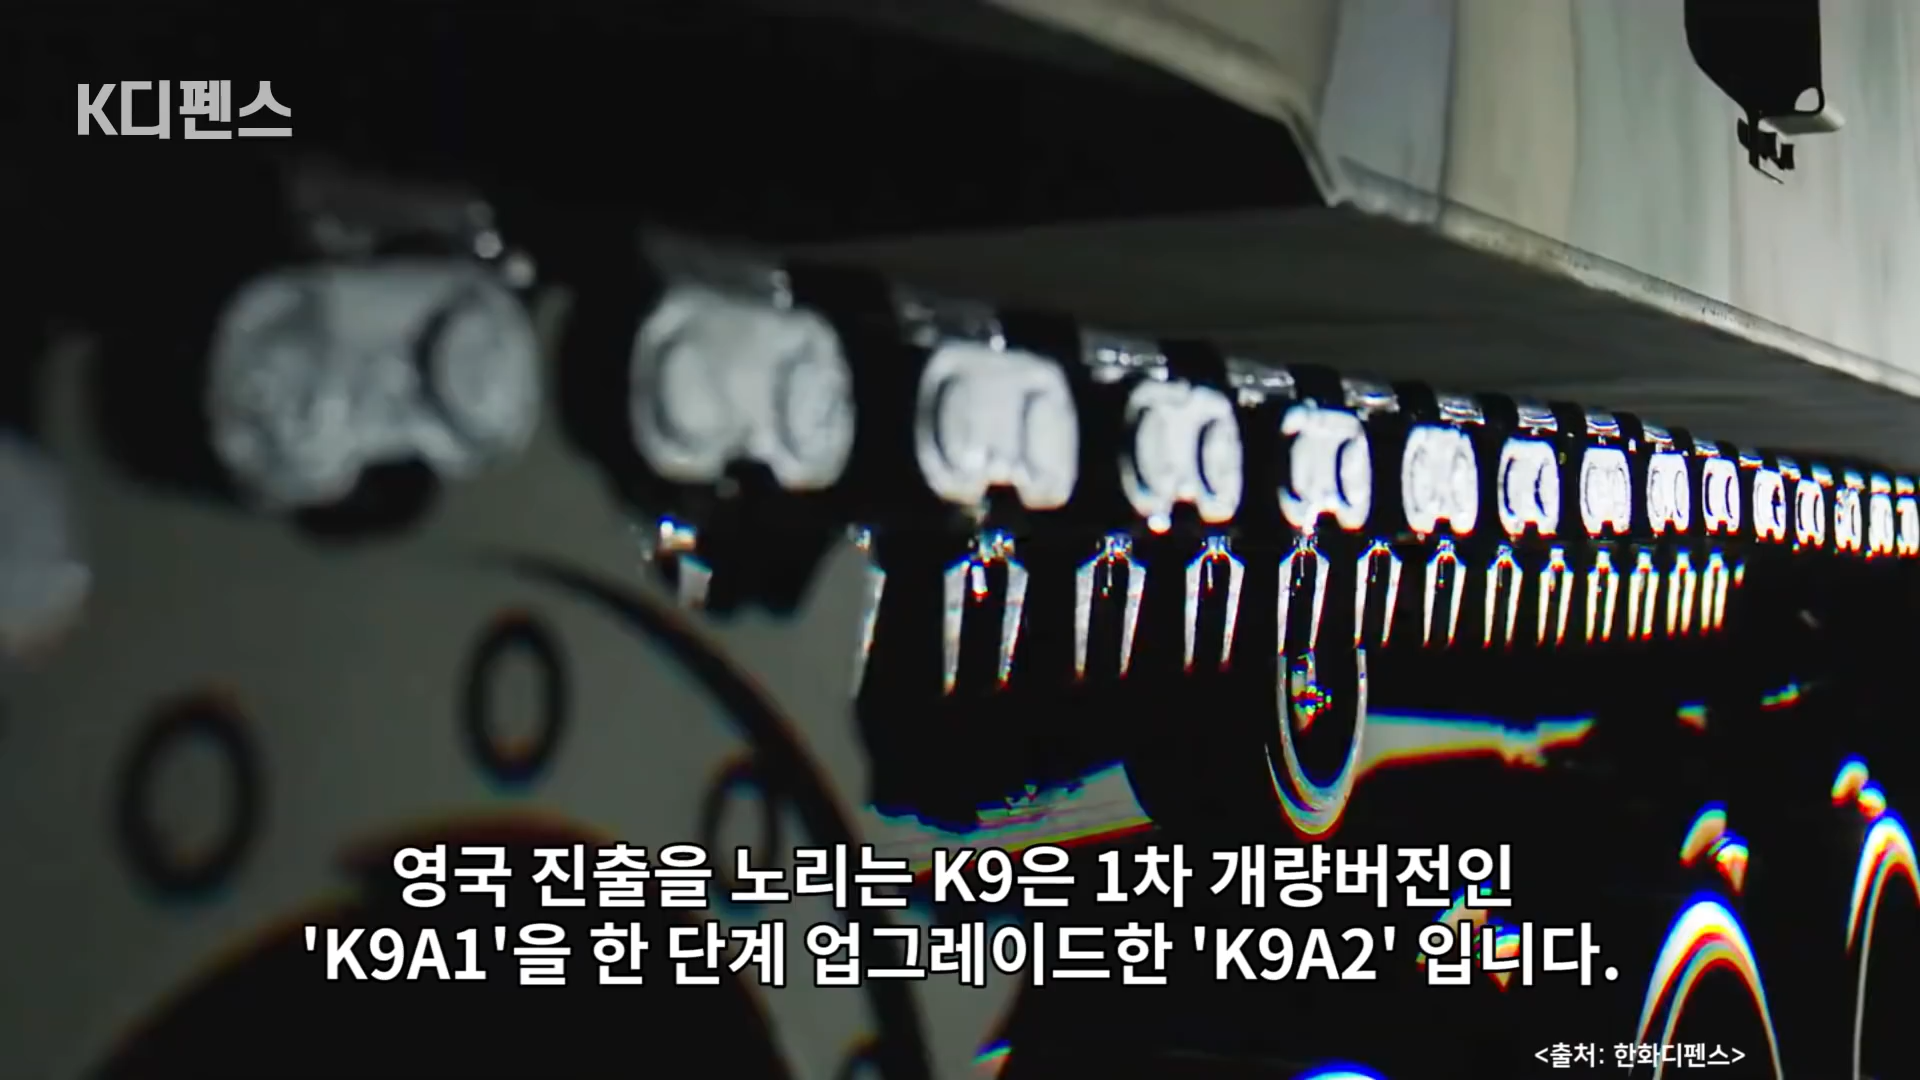 K디펜스
영국 진출을 노리는 K9은 1차 개량버전인
'K9A1'을 한 단계 업그레이드한 'K9A2' 입니다.
<출처: 한화디펜스>